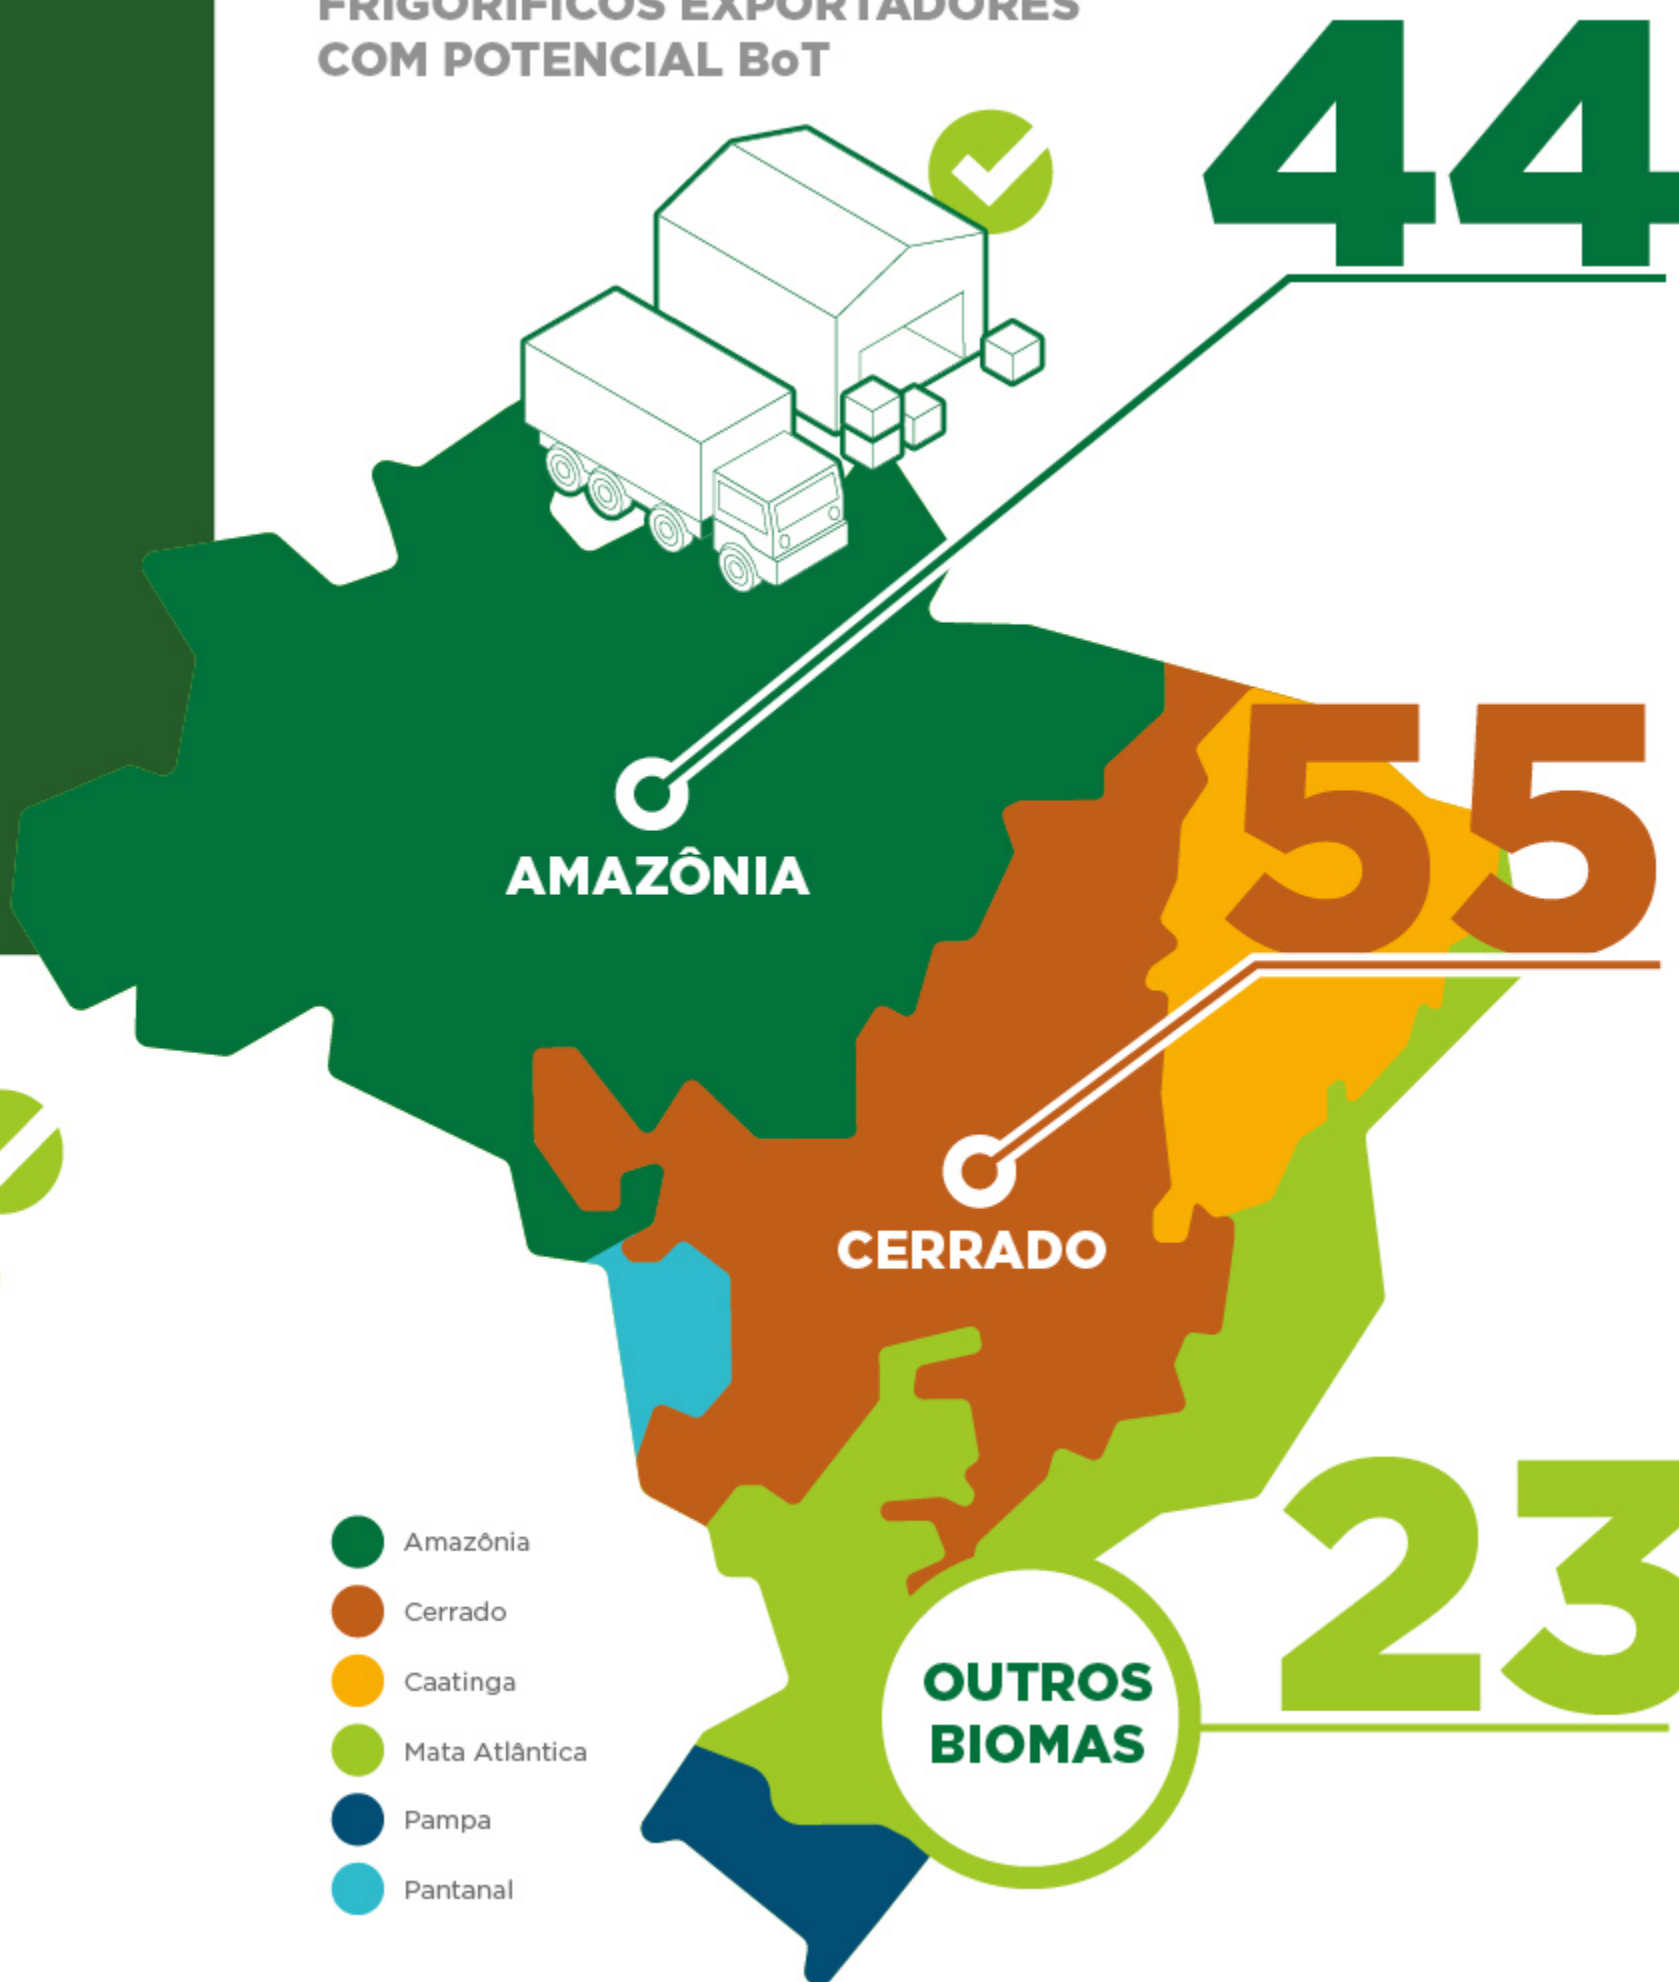 FRIGORÍFICOS EXPORTADORES
COM POTENCIAL BoT
44
AMAZÔNIA
55
CERRADO
23
OUTROS
BIOMAS
Amazônia
Cerrado
Caatinga
Mata Atlântica
Pampa
Pantanal